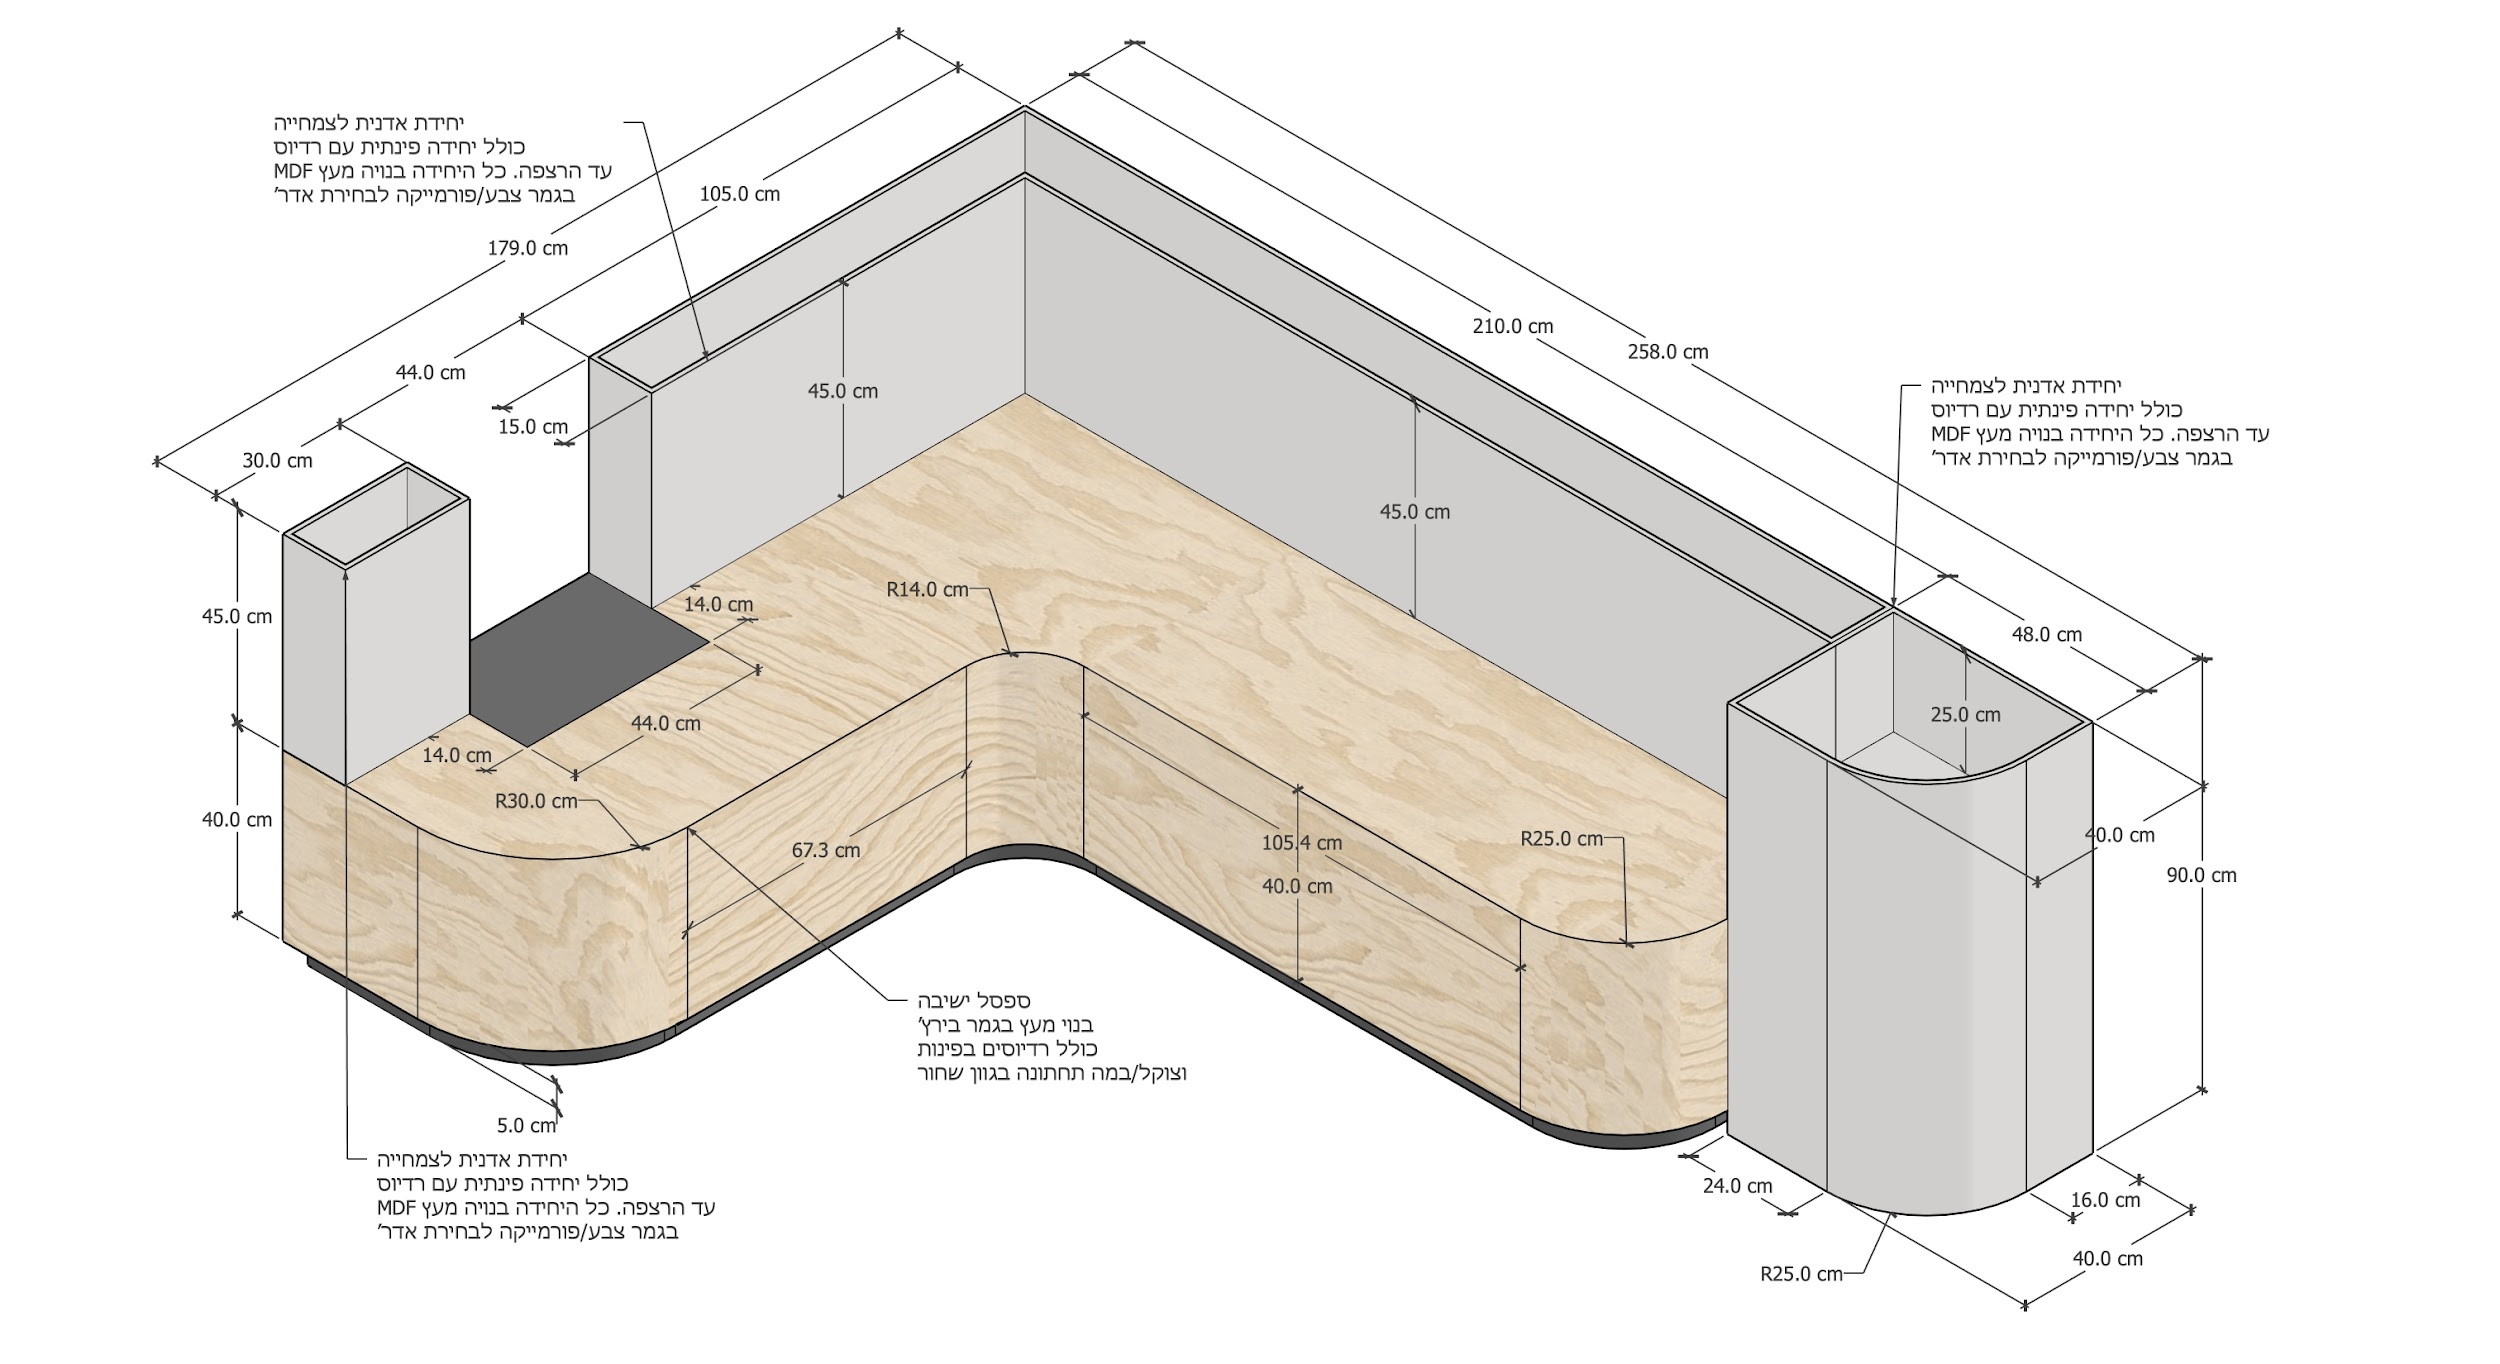 יחידת אדנית לצמחייה
כולל יחידה פינתית עם רדיוס
עד הרצפה. כל היחידה בנויה מעץ MDF
בגמר צבע/פורמייקה לבחירת אדר'
105.0 cm
179.0 cm
210.0 cm
258.0 cm
44.0 cm
15.0 cm
45.0 cm
30.0 cm
יחידת אדנית לצמחייה
כולל יחידה פינתית עם רדיוס
עד הרצפה. כל היחידה בנויה מעץ MDF
בגמר צבע/פורמייקה לבחירת אדר'
45.0 cm
R14.0 cm
14.0 cm
45.0 cm
48.0 cm
44.0 cm
25.0 cm
14.0 cm
R30.0 cm
40.0 cm
67.3 cm
105.4 cm
40.0 cm
R25.0 cm
40.0 cm
90.0 cm
ספסל ישיבה
בנוי מעץ בגמר בירץ'
כולל רדיוסים בפינות
וצוקל/במה תחתונה בגוון שחור
5.0 cm
יחידת אדנית לצמחייה
כולל יחידה פינתית עם רדיוס
עד הרצפה. כל היחידה בנויה מעץ MDF
בגמר צבע/פורמייקה לבחירת אדר'
24.0 cm
16.0 cm
40.0 cm
R25.0 cm